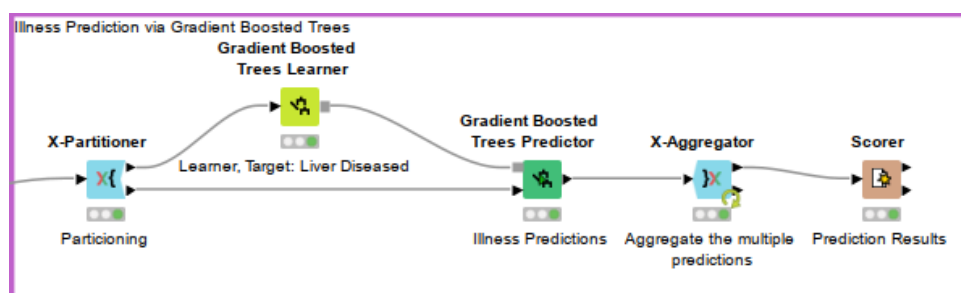 Illness Prediction via Gradient Boosted Trees
Gradient Boosted
Trees Learner
Gradient Boosted
Trees Predictor
X-Partitioner
X-Aggregator
Scorer
Learner, Target: Liver Diseased
Particioning
Illness Predictions
Aggregate the multiple
predictions
Prediction Results